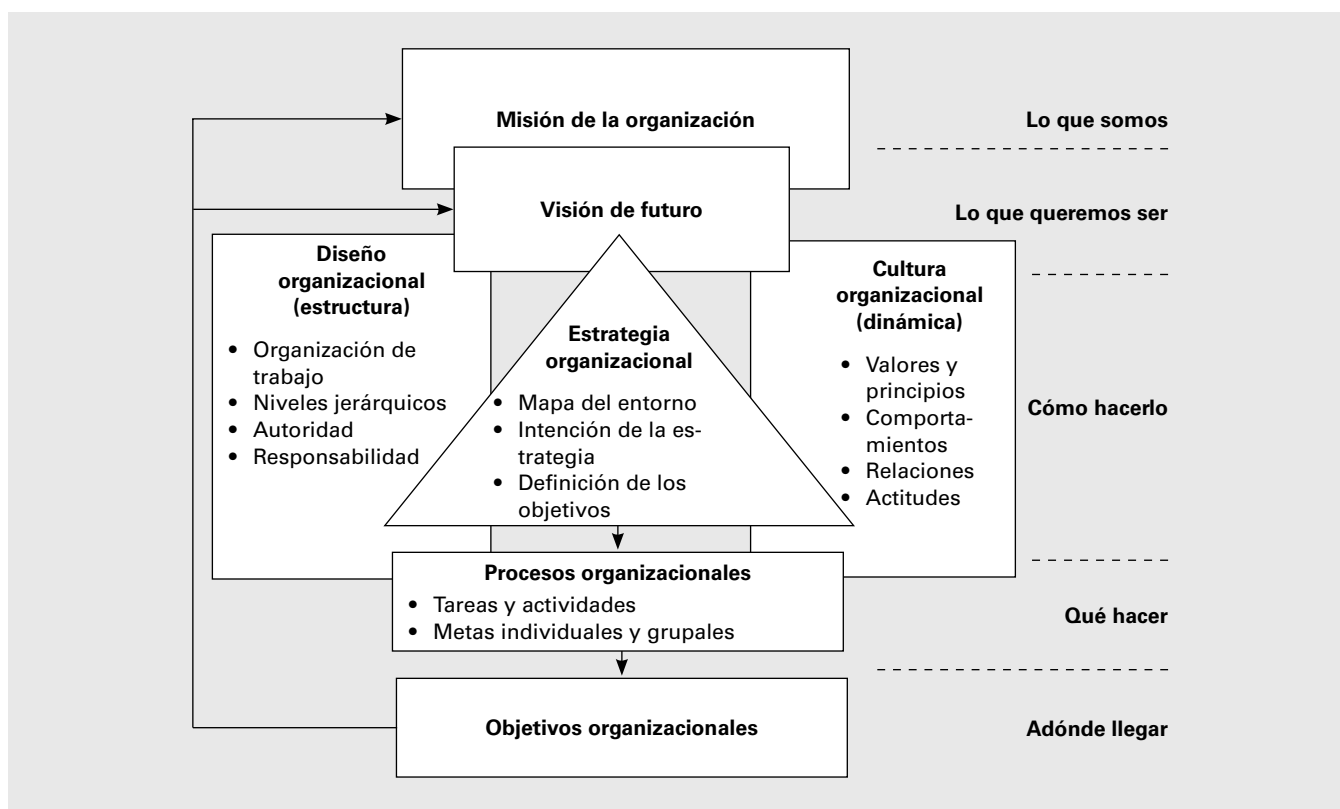 Misión de la organización
Lo que somos
Visión de futuro
Lo que queremos ser
Diseño
organizacional
(estructura)
• Organización de
trabajo
• Niveles jerárquicos
• Autoridad
• Responsabilidad
Estrategia
organizacional
• Mapa del entorno
• Intención de la es-
trategia
• Definición de los
objetivos
Cultura
organizacional
(dinámica)
• Valores y
principios
• Comporta-
mientos
• Relaciones
• Actitudes
Cómo hacerlo
Procesos organizacionales
• Tareas y actividades
• Metas individuales y grupales
Qué hacer
Objetivos organizacionales
Adónde llegar